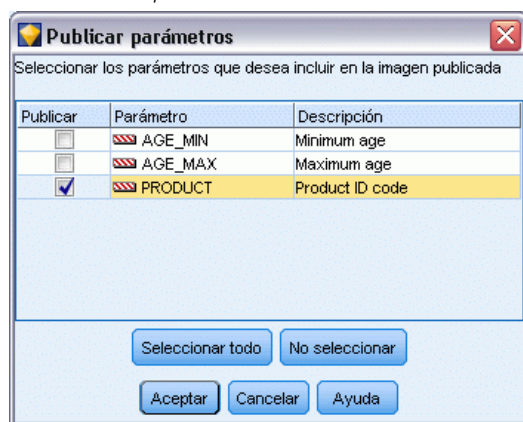 Publicar parámetros
Seleccionar los parámetros que desea incluir en la imagen publicada
Publicar Parámetro Descripción
AGE_MIN Minimum age
AGE_MAX Maximum age
PRODUCT Product ID code
Seleccionar todo No seleccionar
Aceptar Cancelar Ayuda